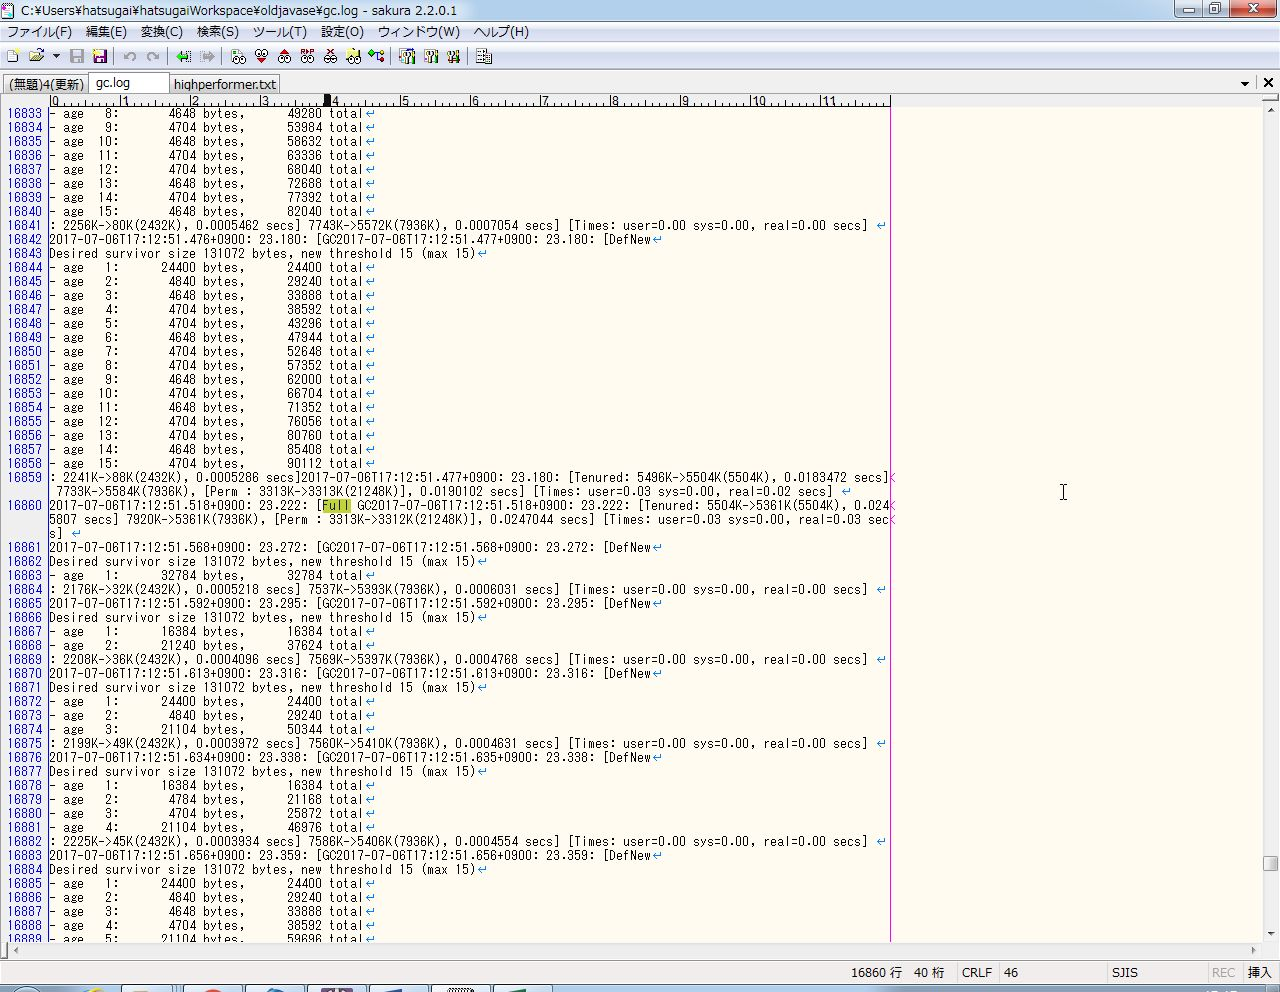 C:¥Users¥hatsugai¥hatsugaiWorkspace¥oldjavase¥gc.log - sakura 2.2.0.1
ファイル(F) 編集(E) 変換(C) 検索(S) ツール(T) 設定(O) ウィンドウ(W) ヘルプ(H)
(無題)4(更新) gc.log highperformer.txt
0 1 2 3 4 5 6 7 8 9 10 11
16833 - age 8: 4648 bytes, 49280 total
16834 - age 9: 4704 bytes, 53984 total
16835 - age 10: 4648 bytes, 58632 total
16836 - age 11: 4704 bytes, 63336 total
16837 - age 12: 4704 bytes, 68040 total
16838 - age 13: 4648 bytes, 72688 total
16839 - age 14: 4704 bytes, 77392 total
16840 - age 15: 4648 bytes, 82040 total
16841 : 2256K->80K(2432K), 0.0005462 secs] 7743K->5572K(7936K), 0.0007054 secs] [Times: user=0.00 sys=0.00, real=0.00 secs]
16842 2017-07-06T17:12:51.476+0900: 23.180: [GC2017-07-06T17:12:51.477+0900: 23.180: [DefNew
16843 Desired survivor size 131072 bytes, new threshold 15 (max 15)
16844 - age 1: 24400 bytes, 24400 total
16845 - age 2: 4840 bytes, 29240 total
16846 - age 3: 4648 bytes, 33888 total
16847 - age 4: 4704 bytes, 38592 total
16848 - age 5: 4704 bytes, 43296 total
16849 - age 6: 4648 bytes, 47944 total
16850 - age 7: 4704 bytes, 52648 total
16851 - age 8: 4704 bytes, 57352 total
16852 - age 9: 4648 bytes, 62000 total
16853 - age 10: 4704 bytes, 66704 total
16854 - age 11: 4648 bytes, 71352 total
16855 - age 12: 4704 bytes, 76056 total
16856 - age 13: 4704 bytes, 80760 total
16857 - age 14: 4648 bytes, 85408 total
16858 - age 15: 4704 bytes, 90112 total
16859 : 2241K->88K(2432K), 0.0005286 secs]2017-07-06T17:12:51.477+0900: 23.180: [Tenured: 5496K->5504K(5504K), 0.0183472 secs]
7733K->5584K(7936K), [Perm : 3313K->3313K(21248K)], 0.0190102 secs] [Times: user=0.03 sys=0.00, real=0.02 secs]
16860 2017-07-06T17:12:51.518+0900: 23.222: [Full GC2017-07-06T17:12:51.518+0900: 23.222: [Tenured: 5504K->5361K(5504K), 0.024
5807 secs] 7920K->5361K(7936K), [Perm : 3313K->3312K(21248K)], 0.0247044 secs] [Times: user=0.03 sys=0.00, real=0.03 sec
s]
16861 2017-07-06T17:12:51.568+0900: 23.272: [GC2017-07-06T17:12:51.568+0900: 23.272: [DefNew
16862 Desired survivor size 131072 bytes, new threshold 15 (max 15)
16863 - age 1: 32784 bytes, 32784 total
16864 : 2176K->32K(2432K), 0.0005218 secs] 7537K->5393K(7936K), 0.0006031 secs] [Times: user=0.00 sys=0.00, real=0.00 secs]
16865 2017-07-06T17:12:51.592+0900: 23.295: [GC2017-07-06T17:12:51.592+0900: 23.295: [DefNew
16866 Desired survivor size 131072 bytes, new threshold 15 (max 15)
16867 - age 1: 16384 bytes, 16384 total
16868 - age 2: 21240 bytes, 37624 total
16869 : 2208K->36K(2432K), 0.0004096 secs] 7569K->5397K(7936K), 0.0004768 secs] [Times: user=0.00 sys=0.00, real=0.00 secs]
16870 2017-07-06T17:12:51.613+0900: 23.316: [GC2017-07-06T17:12:51.613+0900: 23.316: [DefNew
16871 Desired survivor size 131072 bytes, new threshold 15 (max 15)
16872 - age 1: 24400 bytes, 24400 total
16873 - age 2: 4840 bytes, 29240 total
16874 - age 3: 21104 bytes, 50344 total
16875 : 2199K->49K(2432K), 0.0003972 secs] 7560K->5410K(7936K), 0.0004631 secs] [Times: user=0.00 sys=0.00, real=0.00 secs]
16876 2017-07-06T17:12:51.634+0900: 23.338: [GC2017-07-06T17:12:51.635+0900: 23.338: [DefNew
16877 Desired survivor size 131072 bytes, new threshold 15 (max 15)
16878 - age 1: 16384 bytes, 16384 total
16879 - age 2: 4784 bytes, 21168 total
16880 - age 3: 4704 bytes, 25872 total
16881 - age 4: 21104 bytes, 46976 total
16882 : 2225K->45K(2432K), 0.0003934 secs] 7586K->5406K(7936K), 0.0004554 secs] [Times: user=0.00 sys=0.00, real=0.00 secs]
16883 2017-07-06T17:12:51.656+0900: 23.359: [GC2017-07-06T17:12:51.656+0900: 23.359: [DefNew
16884 Desired survivor size 131072 bytes, new threshold 15 (max 15)
16885 - age 1: 24400 bytes, 24400 total
16886 - age 2: 4840 bytes, 29240 total
16887 - age 3: 4648 bytes, 33888 total
16888 - age 4: 4704 bytes, 38592 total
16889 - age 5: 21104 bytes, 59696 total
16860 行 40 桁 CRLF 46 SJIS REC 挿入